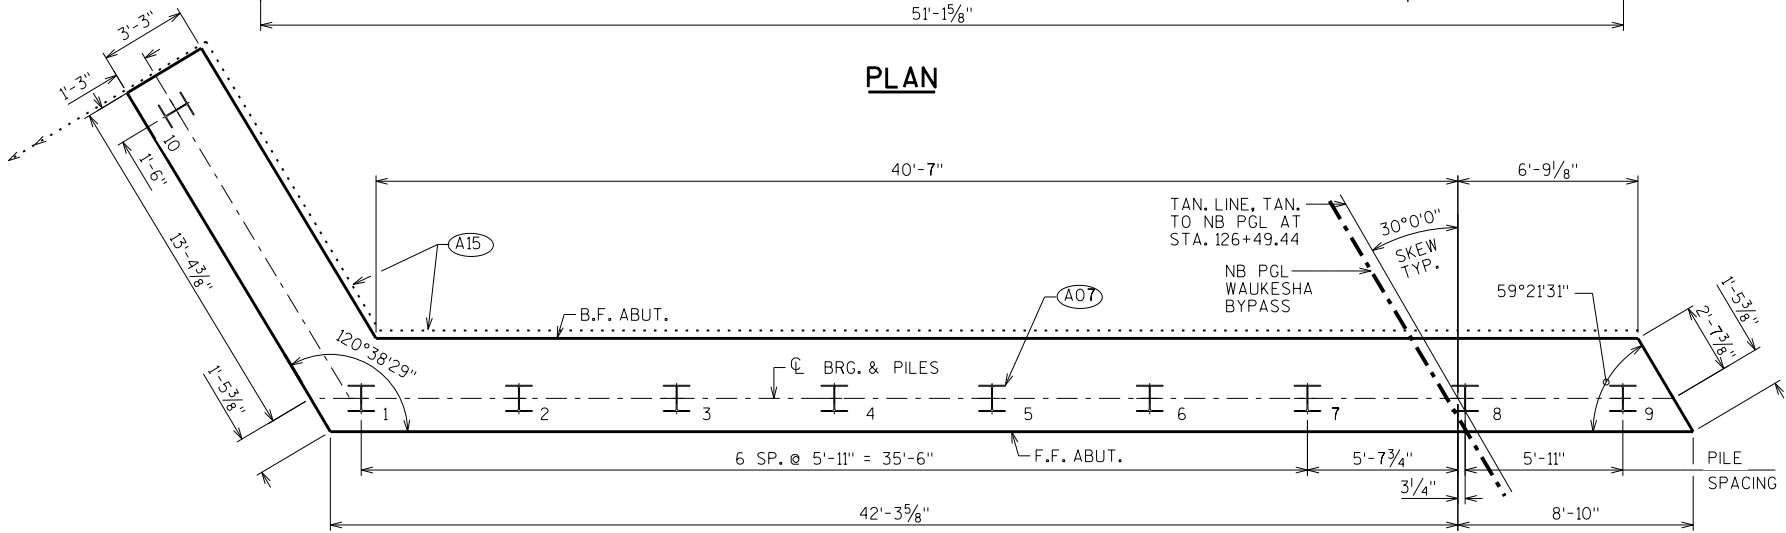 51'-1⅝"
3'-3"
1'-3"
PLAN
10
1'-6"
40'-7"
6'-9⅛"
TAN. LINE, TAN.
TO NB PGL AT
STA. 126+49.44
30°0'0"
SKEW
TYP.
13'-4⅜"
A15
NB PGL
WAUKESHA
BYPASS
59°21'31"
1'-5⅜"
2'-7⅜"
A07
B.F. ABUT.
120°38'29"
℄ BRG. & PILES
1'-5⅜"
1 2 3 4 5 6 7 8 9
F.F. ABUT.
6 SP. @ 5'-11" = 35'-6"
5'-7¾"
5'-11"
PILE
SPACING
3¼"
42'-3⅝"
8'-10"